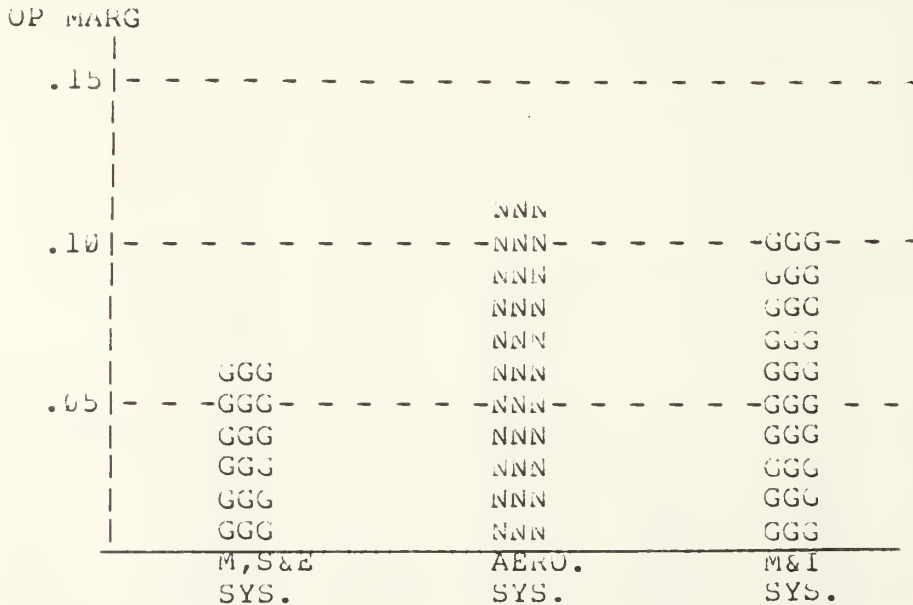 OP MARG
|
.15|- - - - - - - - - - - - - - - - - - - - - - - -
|
|
|
| NNN
.10|- - - - - - - - - - -NNN- - - - - - -GGG- - -
| NNN GGG
| NNN GGG
| NNN GGG
| GGG NNN GGG
.05|- - -GGG- - - - - - -NNN- - - - - - -GGG - -
| GGG NNN GGG
| GGG NNN GGG
| GGG NNN GGG
| GGG NNN GGG
M,S&E AERO. M&I
SYS. SYS. SYS.